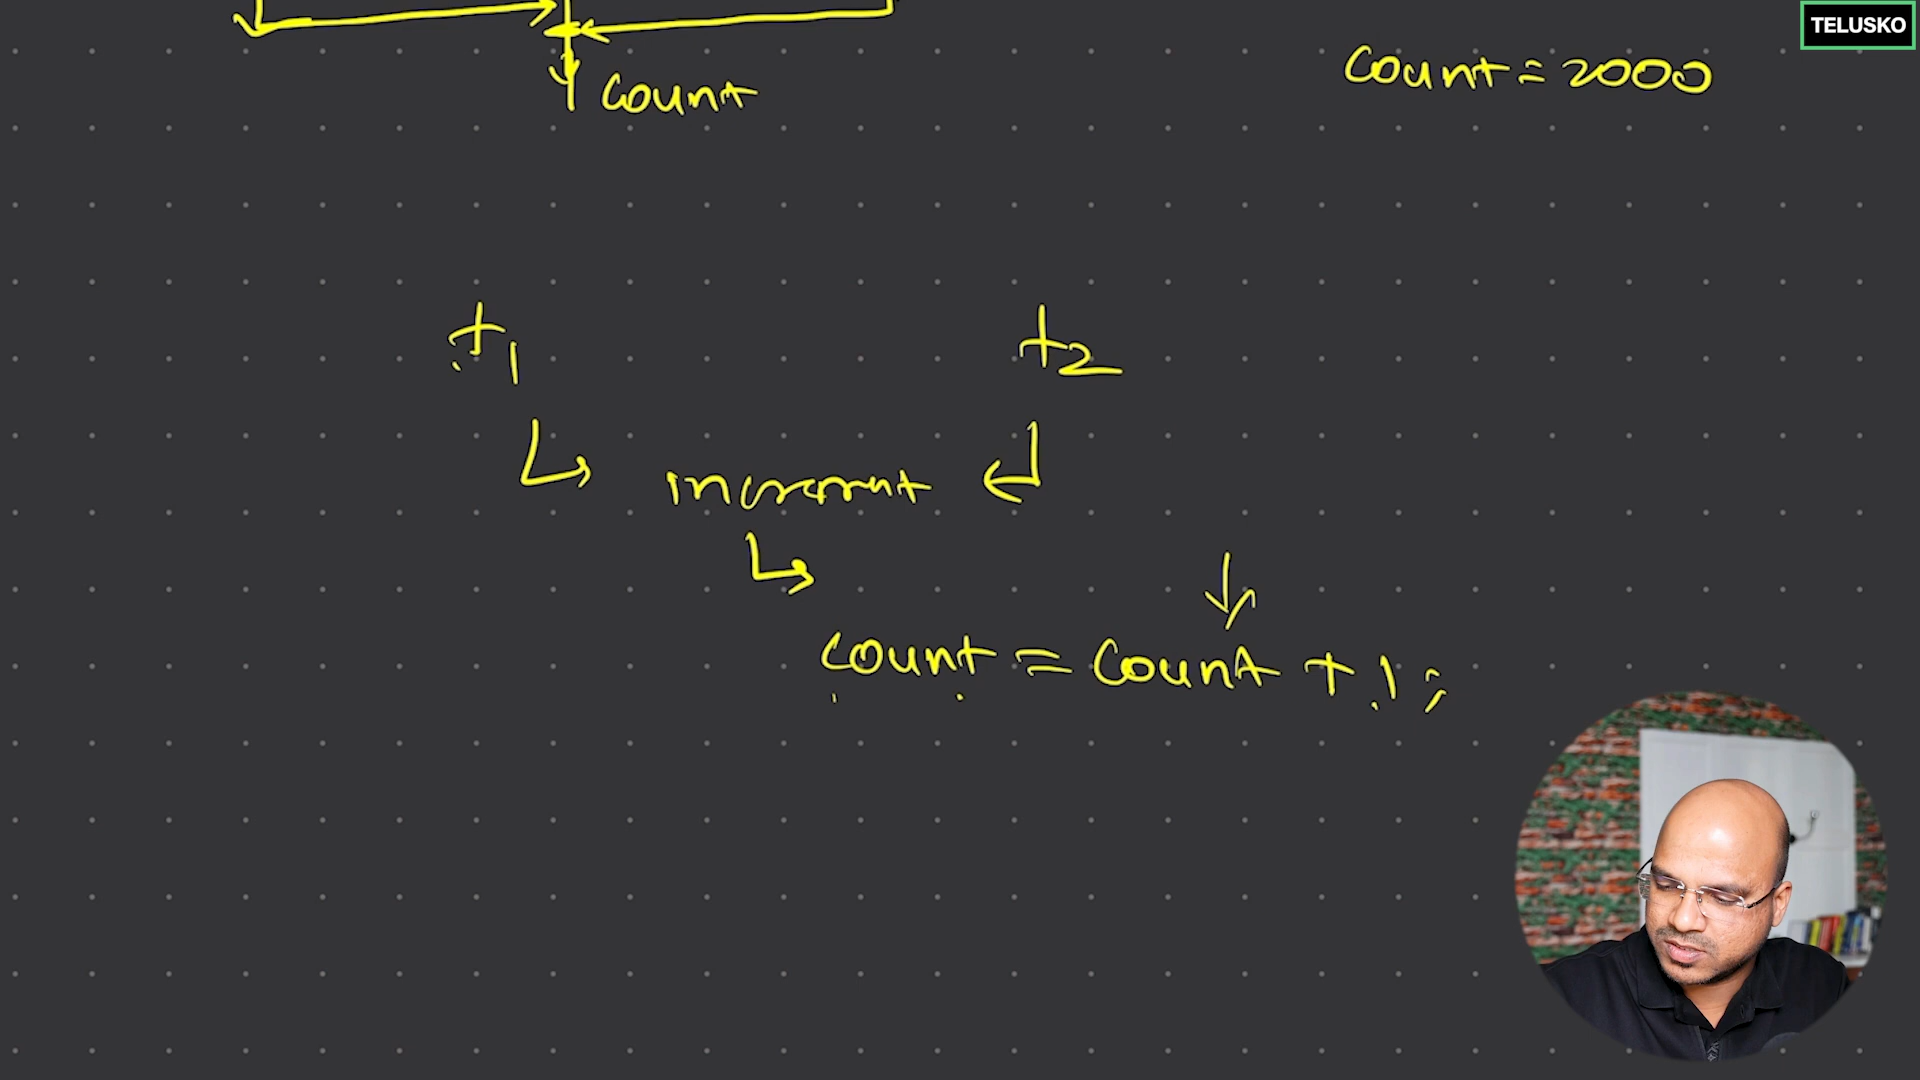 TELUSKO
count = 2000
count
t1
t2
increment
count = count + 1 ;